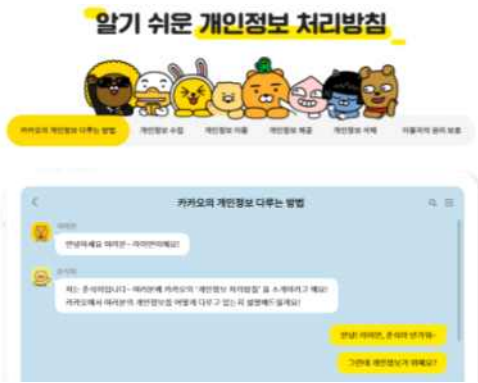 알기 쉬운 개인정보 처리방침
카카오의 개인정보 다루는 방법
개인정보 수집
개인정보 이용
개인정보 제공
개인정보 삭제
이용자의 권리 보호
카카오의 개인정보 다루는 방법
라이언
안녕하세요 여러분~ 라이언이에요!
춘식이
저는 춘식이입니다~ 여러분께 카카오의 '개인정보 처리방침' 을 소개하려고 해요!
카카오에서 여러분의 개인정보를 어떻게 다루고 있는지 설명해드릴게요!
안녕! 라이언, 춘식아 반가워~
그런데 개인정보가 뭐예요?